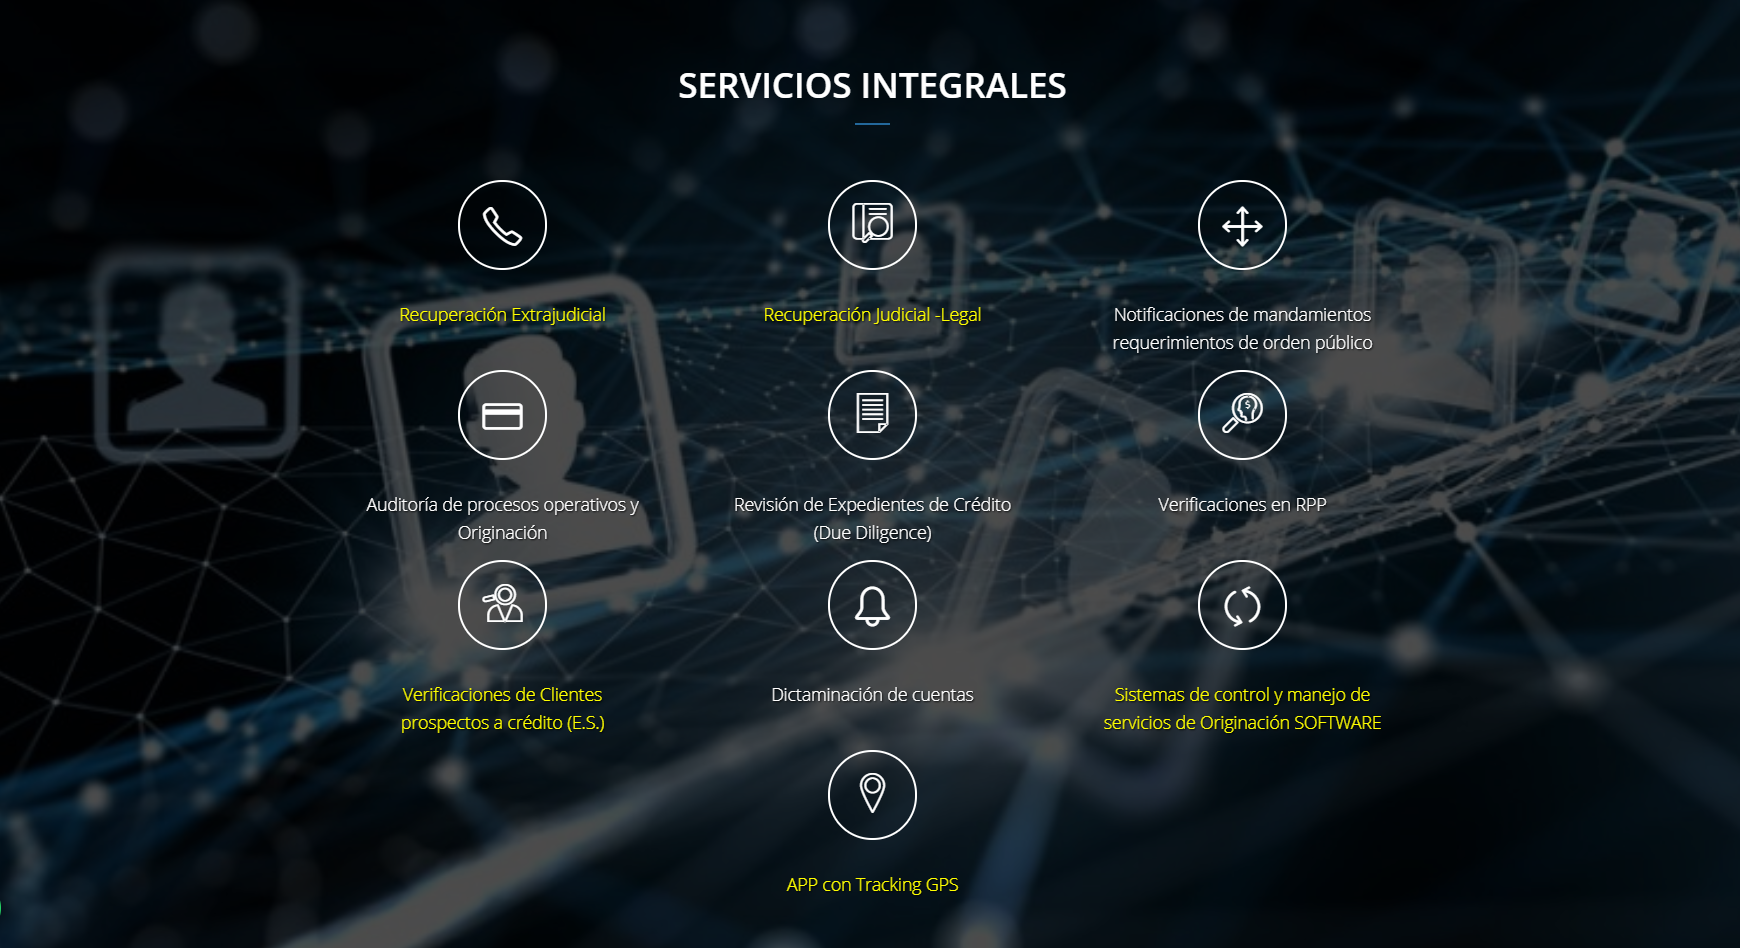 SERVICIOS INTEGRALES
Recuperación Extrajudicial
Recuperación Judicial -Legal
Notificaciones de mandamientos
requerimientos de orden público
Auditoría de procesos operativos y
Originación
Revisión de Expedientes de Crédito
(Due Diligence)
Verificaciones en RPP
Verificaciones de Clientes
prospectos a crédito (E.S.)
Dictaminación de cuentas
Sistemas de control y manejo de
servicios de Originación SOFTWARE
APP con Tracking GPS